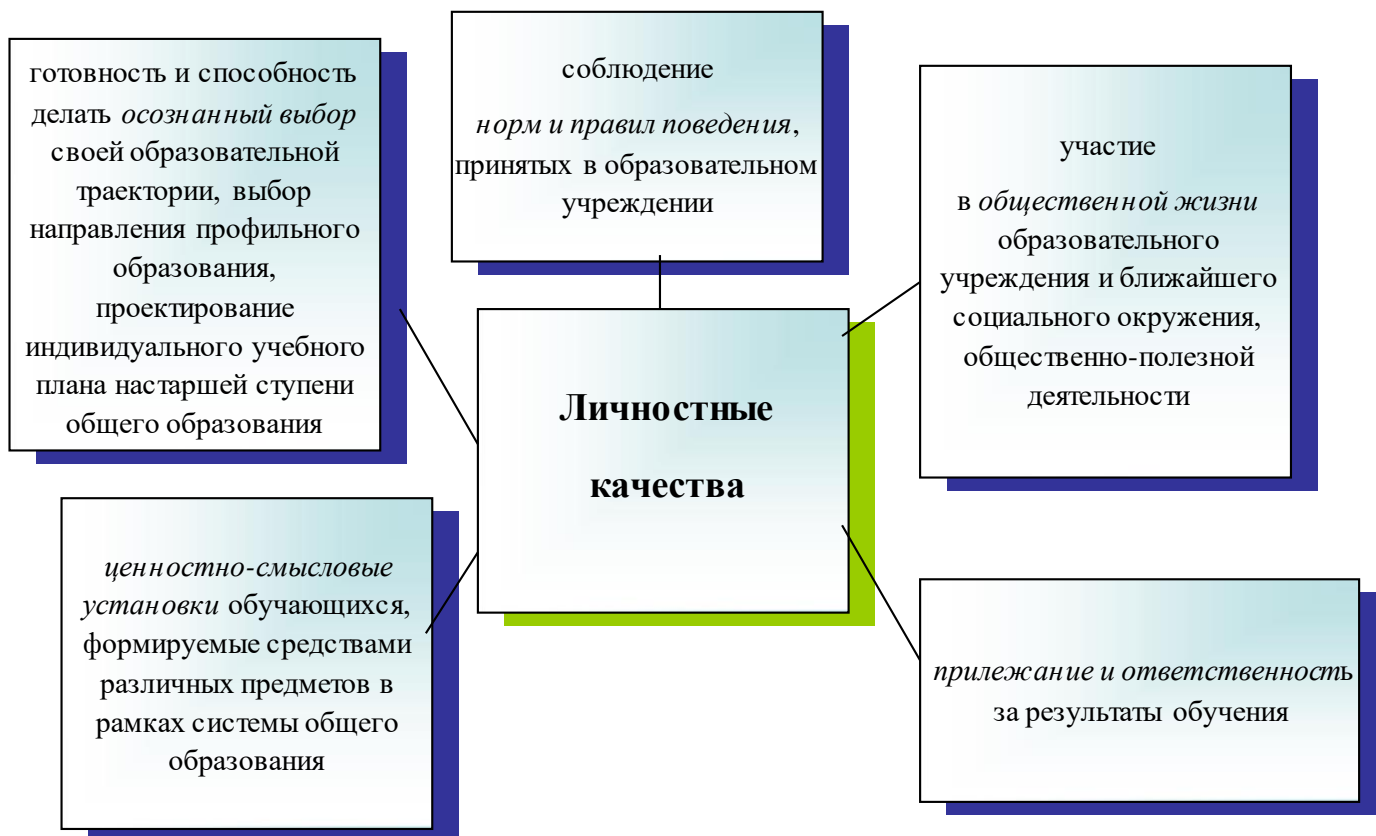 готовность и способность
делать осознанный выбор
своей образовательной
траектории, выбор
направления профильного
образования,
проектирование
индивидуального учебного
плана настаршей ступени
общего образования
соблюдение
норм и правил поведения,
принятых в образовательном
учреждении
участие
в общественной жизни
образовательного
учреждения и ближайшего
социального окружения,
общественно-полезной
деятельности
Личностные
качества
ценностно-смысловые
установки обучающихся,
формируемые средствами
различных предметов в
рамках системы общего
образования
прилежание и ответственность
за результаты обучения